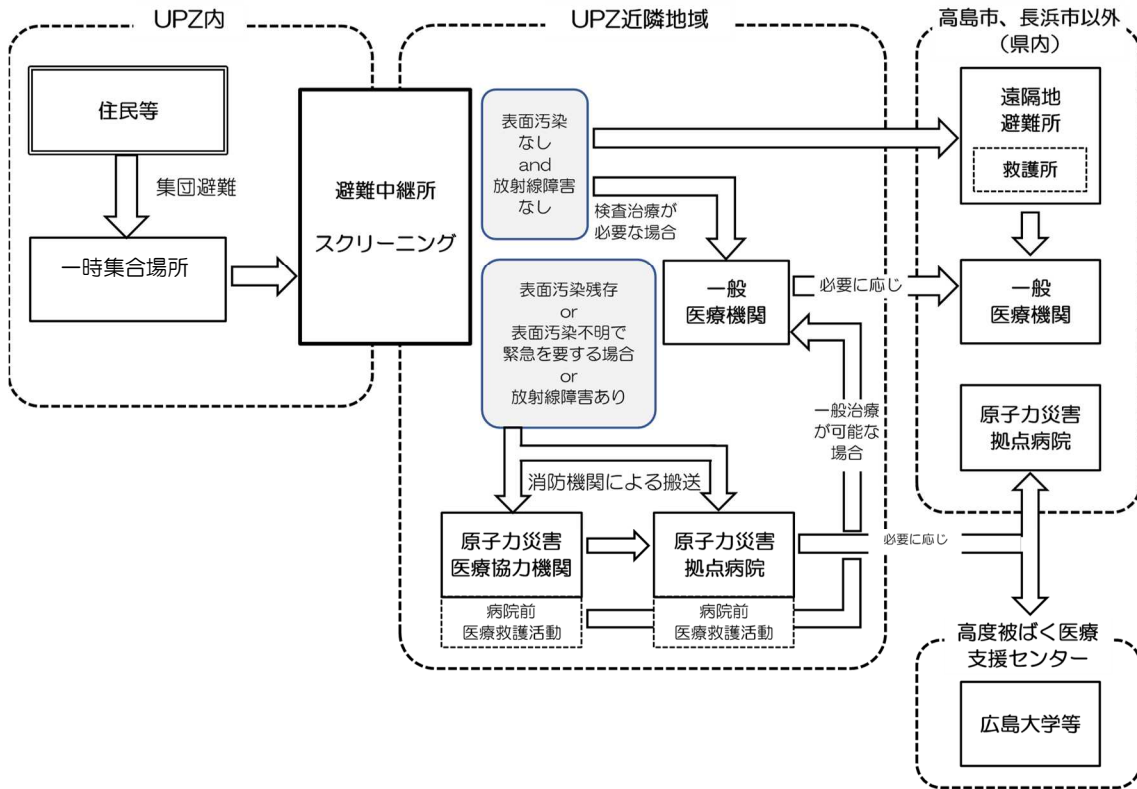 UPZ内
住民等
集団避難
一時集合場所
避難中継所
スクリーニング
UPZ近隣地域
表面汚染
なし
and
放射線障害
なし
検査治療が
必要な場合
表面汚染残存
or
表面汚染不明で
緊急を要する場合
or
放射線障害あり
一般
医療機関
必要に応じ
一般治療
が可能な
場合
消防機関による搬送
原子力災害
医療協力機関
病院前
医療救護活動
原子力災害
拠点病院
病院前
医療救護活動
必要に応じ
高島市、長浜市以外
（県内）
遠隔地
避難所
救護所
一般
医療機関
原子力災害
拠点病院
高度被ばく医療
支援センター
広島大学等